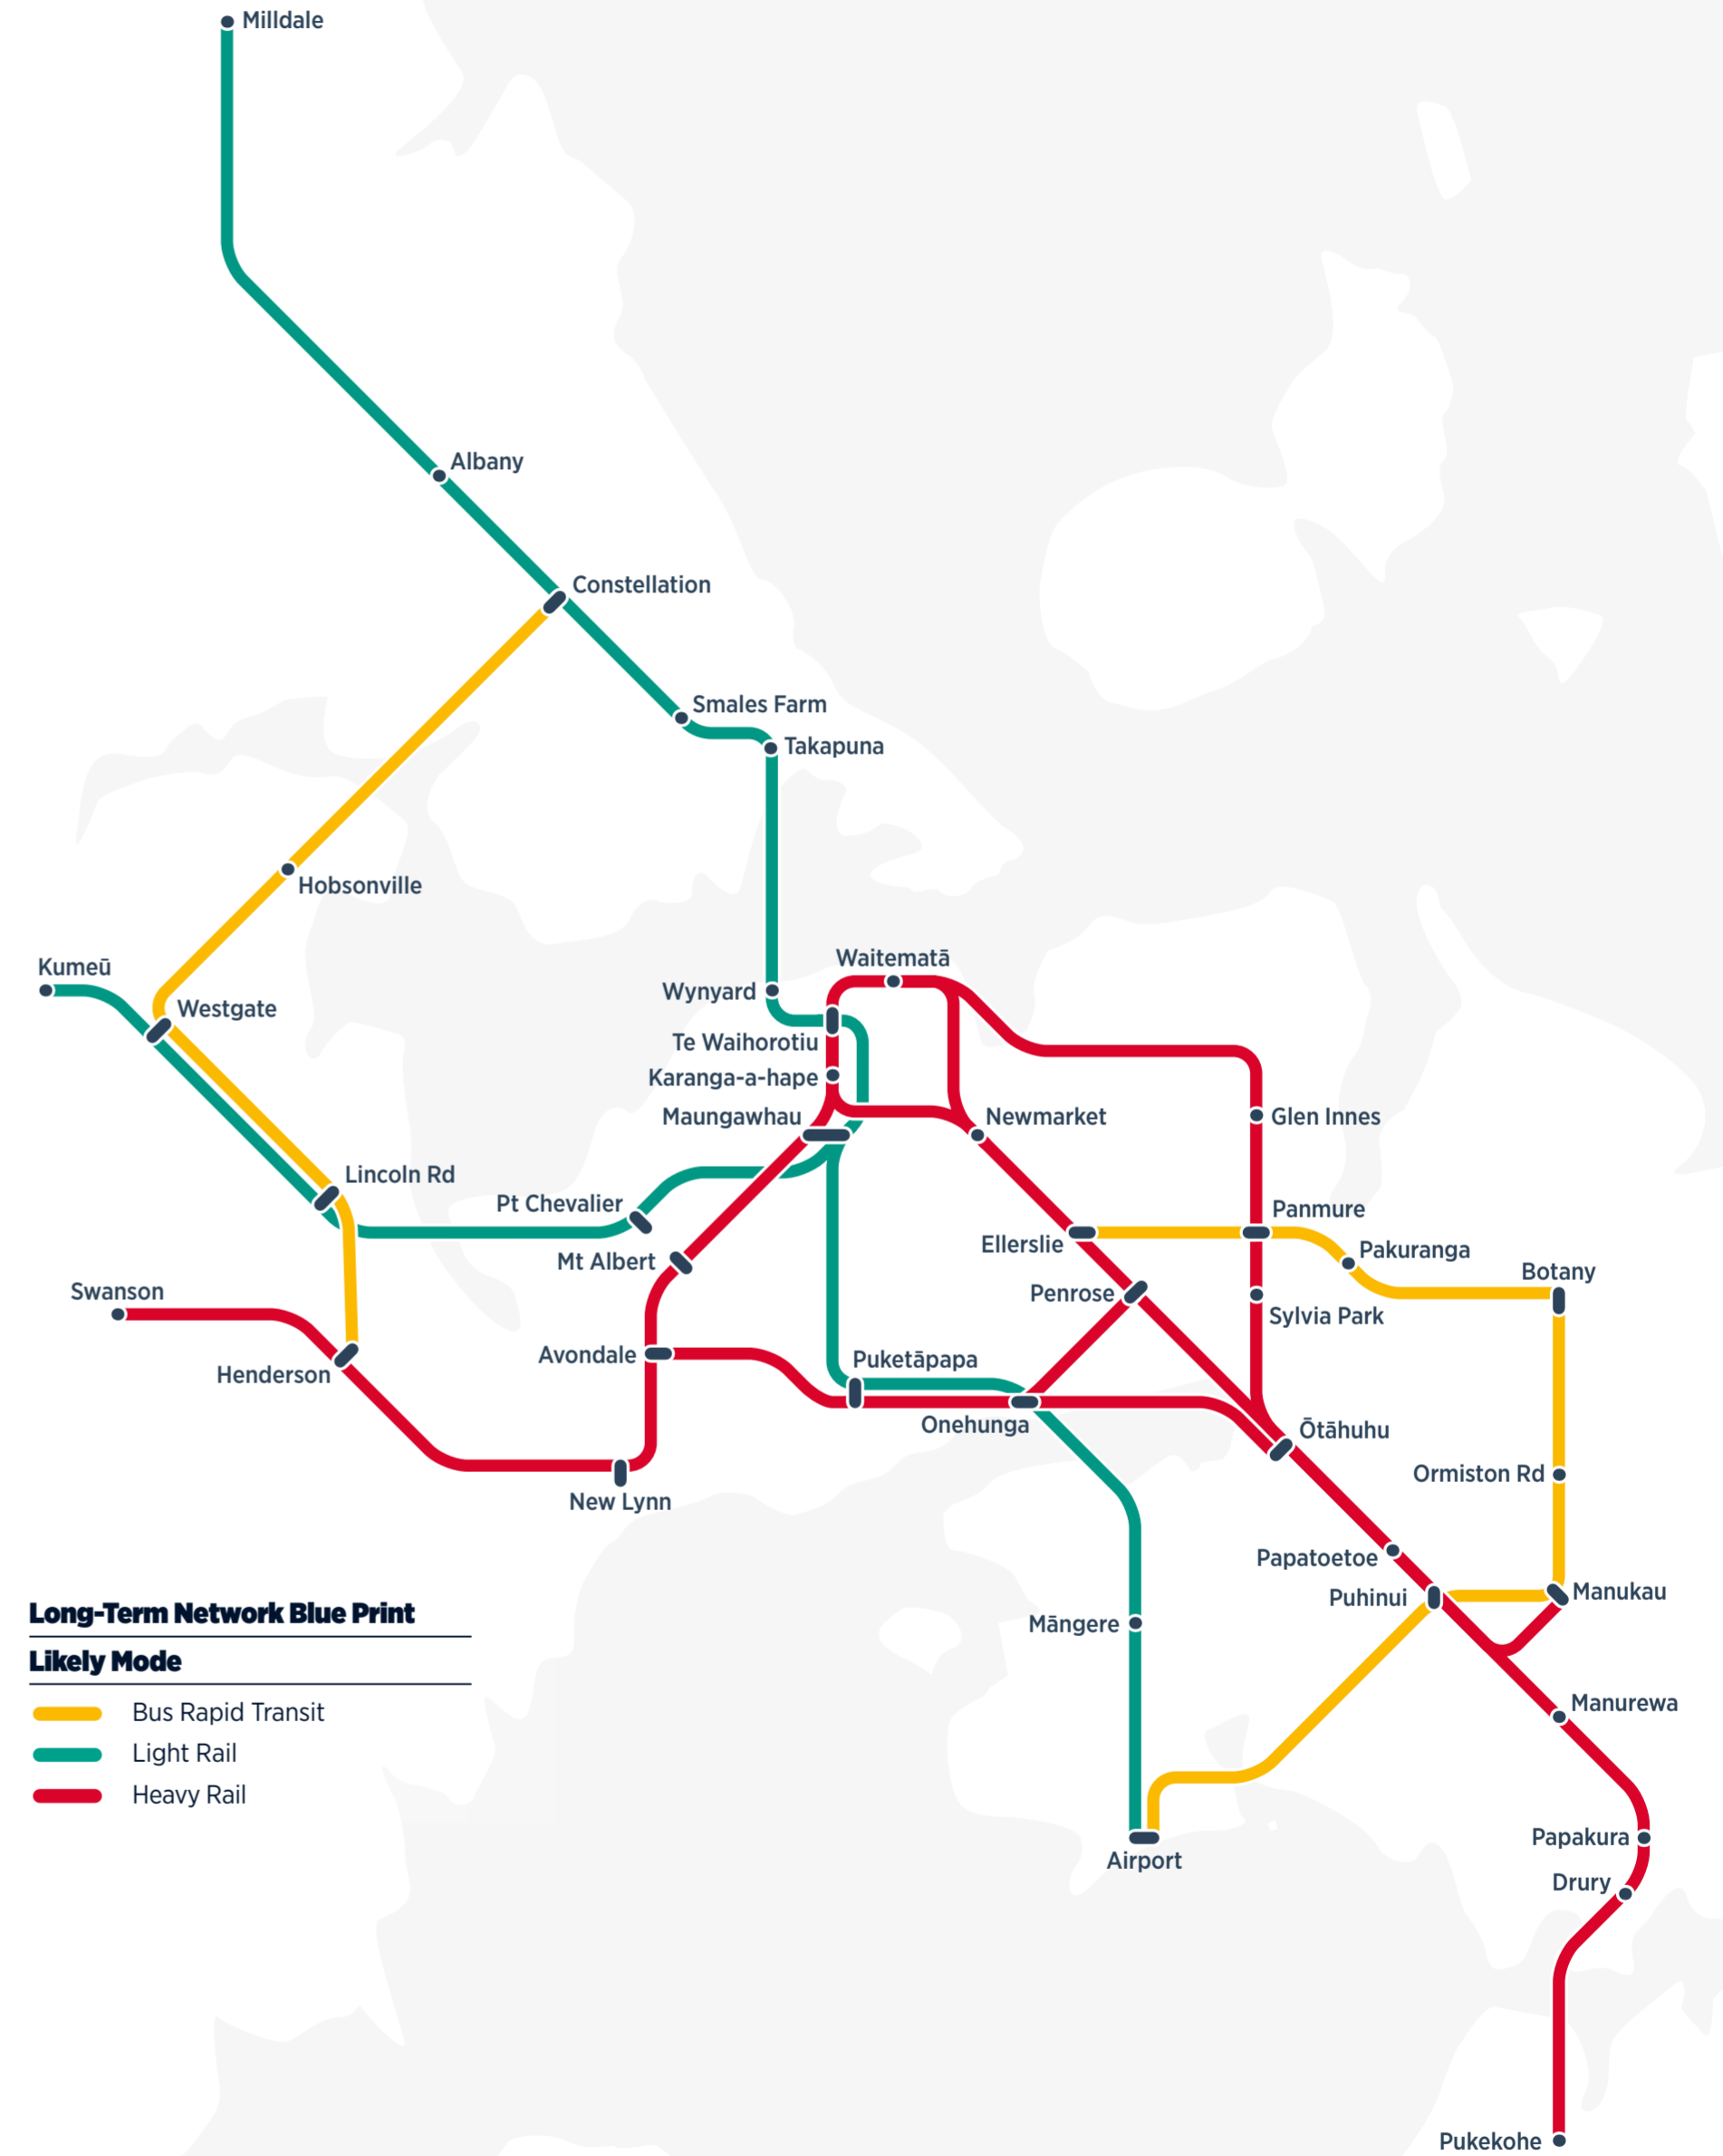 Milldale
Albany
Constellation
Smales Farm
Takapuna
Hobsonville
Waitematā
Kumeū
Wynyard
Westgate
Te Waihorotiu
Karanga-a-hape
Maungawhau
Newmarket
Glen Innes
Lincoln Rd
Pt Chevalier
Panmure
Ellerslie
Pakuranga
Mt Albert
Botany
Swanson
Penrose
Sylvia Park
Avondale
Puketāpapa
Henderson
Onehunga
Ōtāhuhu
Ormiston Rd
New Lynn
Papatoetoe
Manukau
Puhinui
Long-Term Network Blue Print
Māngere
Likely Mode
Manurewa
Bus Rapid Transit
Light Rail
Heavy Rail
Papakura
Airport
Drury
Pukekohe